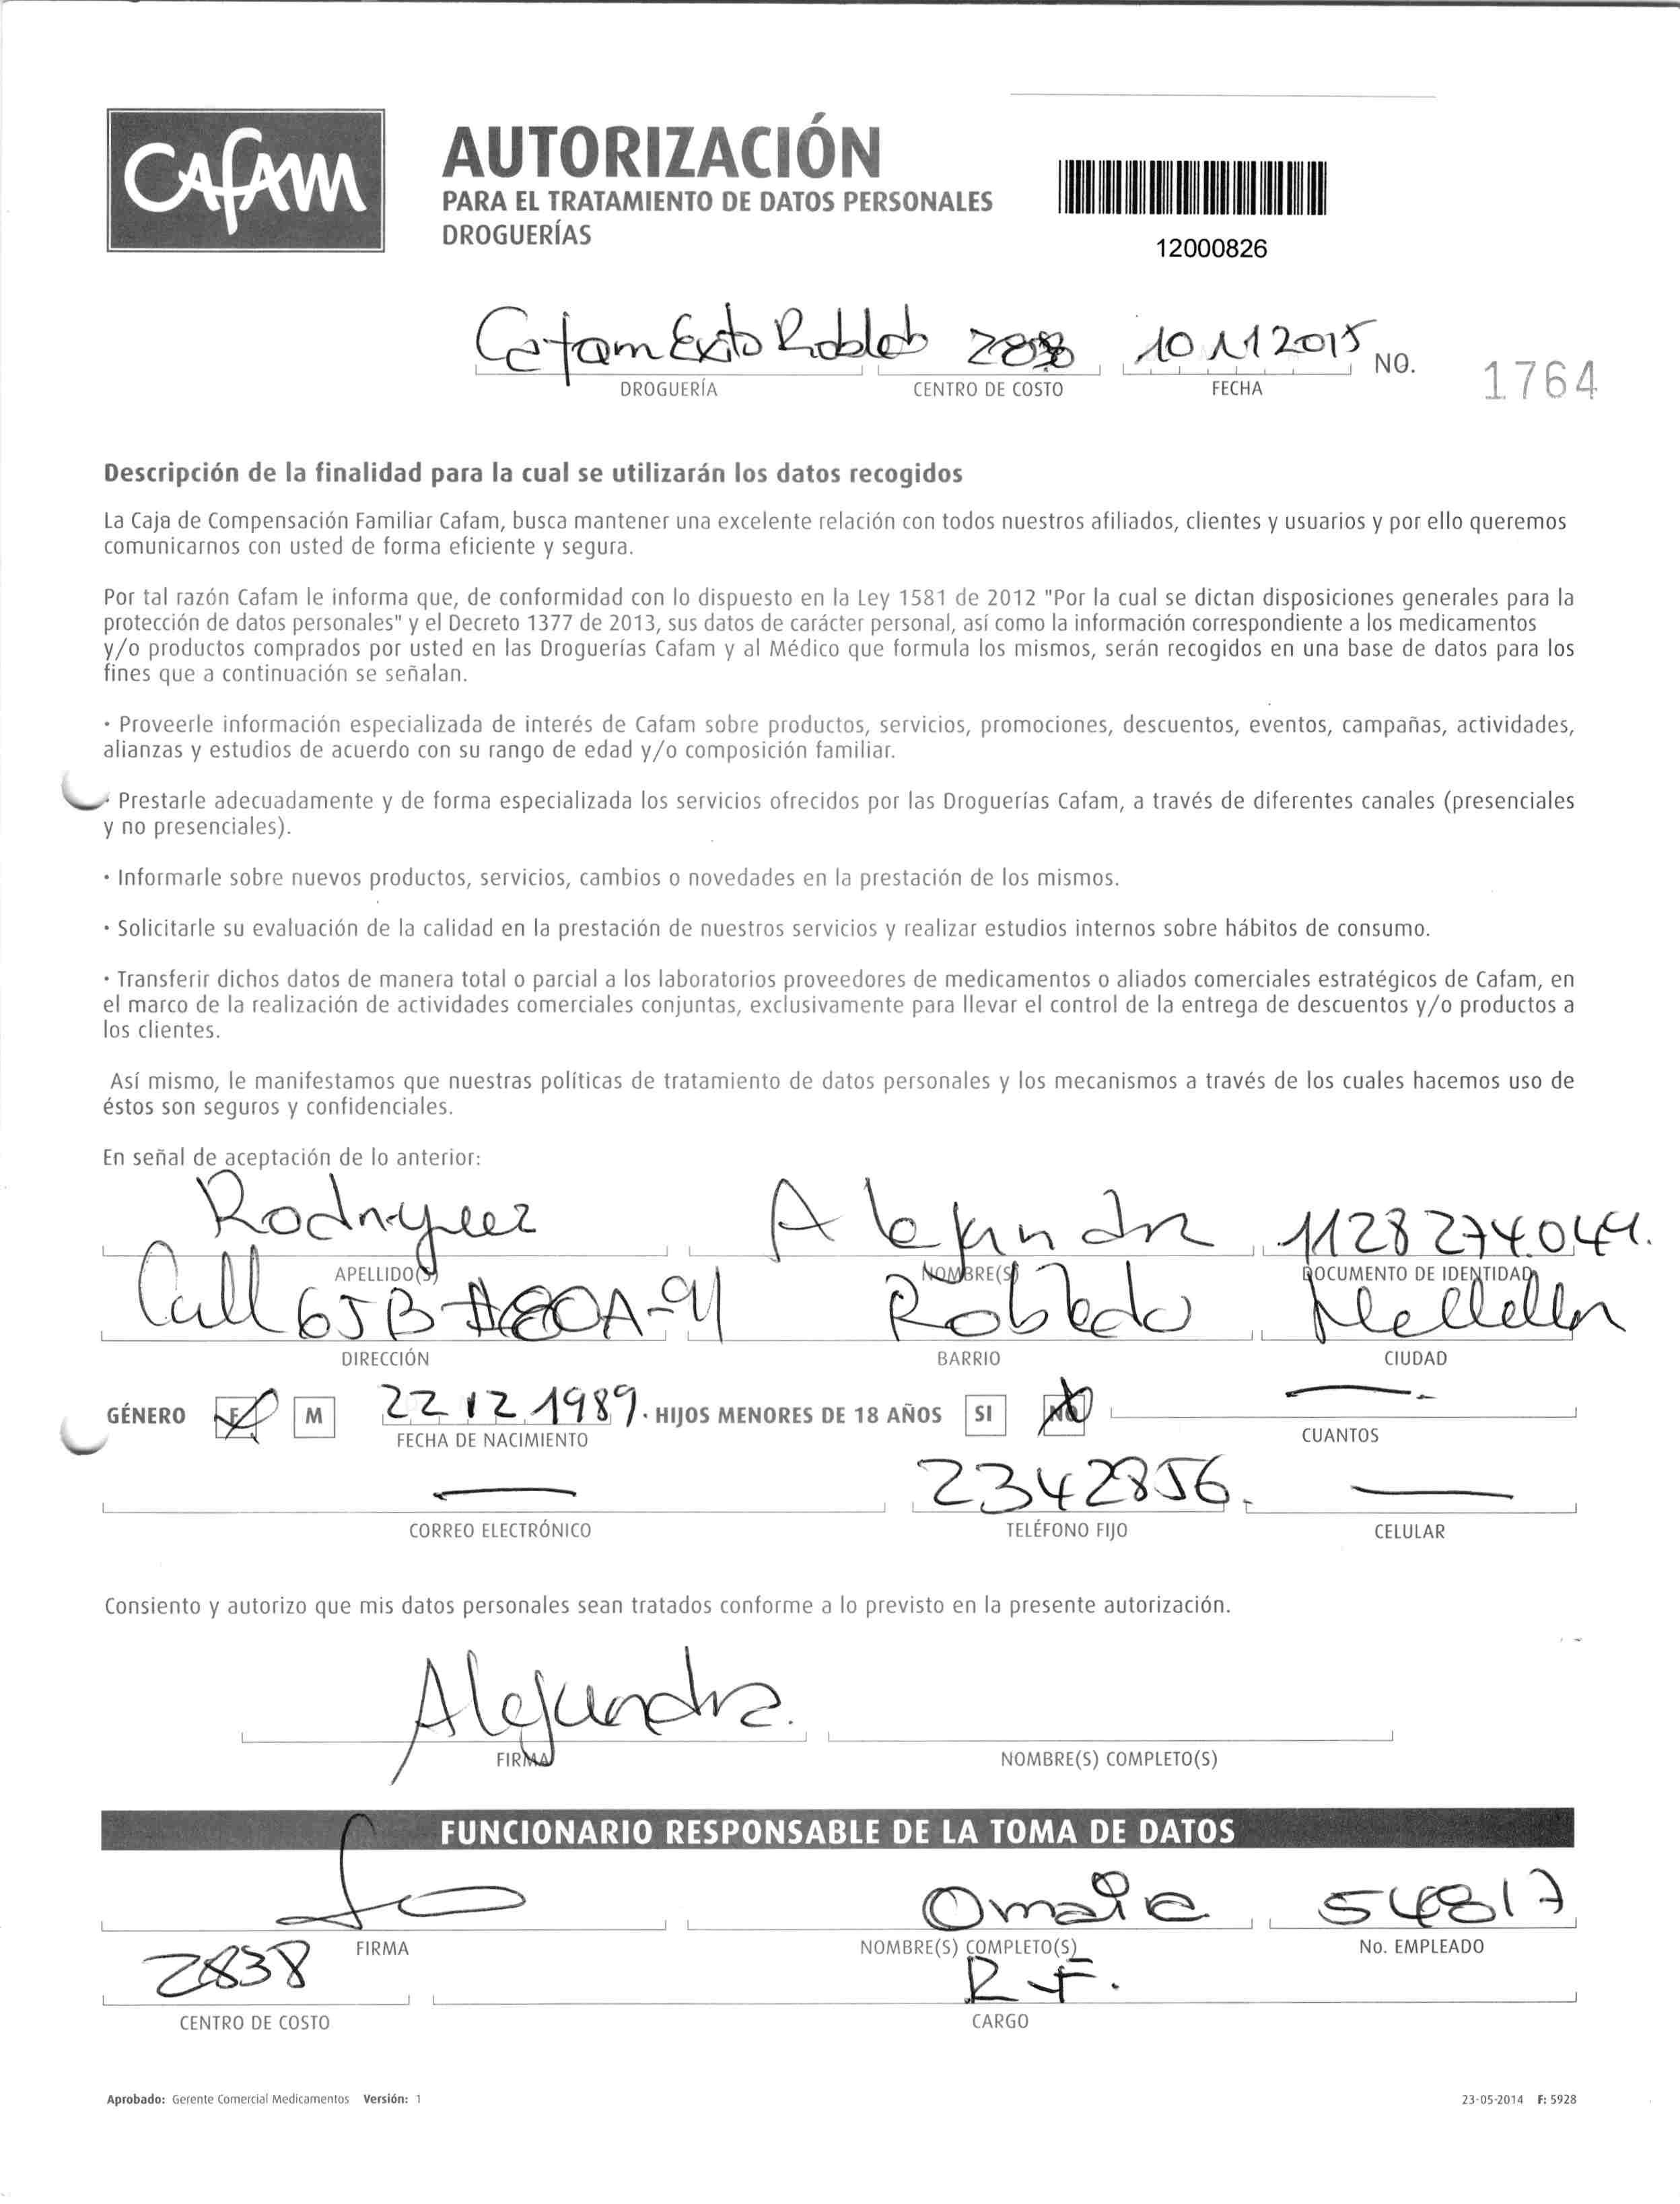 CAFAM
AUTORIZACIÓN
PARA EL TRATAMIENTO DE DATOS PERSONALES
DROGUERÍAS
12000826
Cafam Exito Robledo 10 11 2015 NO. 1764
DROGUERÍA CENTRO DE COSTO FECHA
Descripción de la finalidad para la cual se utilizarán los datos recogidos
La Caja de Compensación Familiar Cafam, busca mantener una excelente relación con todos nuestros afiliados, clientes y usuarios y por ello queremos
comunicarnos con usted de forma eficiente y segura.
Por tal razón Cafam le informa que, de conformidad con lo dispuesto en la Ley 1581 de 2012 "Por la cual se dictan disposiciones generales para la
protección de datos personales" y el Decreto 1377 de 2013, sus datos de carácter personal, así como la información correspondiente a los medicamentos
y/o productos comprados por usted en las Droguerías Cafam y al Médico que formula los mismos, serán recogidos en una base de datos para los
fines que a continuación se señalan.
· Proveerle información especializada de interés de Cafam sobre productos, servicios, promociones, descuentos, eventos, campañas, actividades,
alianzas y estudios de acuerdo con su rango de edad y/o composición familiar.
· Prestarle adecuadamente y de forma especializada los servicios ofrecidos por las Droguerías Cafam, a través de diferentes canales (presenciales
y no presenciales).
· Informarle sobre nuevos productos, servicios, cambios o novedades en la prestación de los mismos.
· Solicitarle su evaluación de la calidad en la prestación de nuestros servicios y realizar estudios internos sobre hábitos de consumo.
· Transferir dichos datos de manera total o parcial a los laboratorios proveedores de medicamentos o aliados comerciales estratégicos de Cafam, en
el marco de la realización de actividades comerciales conjuntas, exclusivamente para llevar el control de la entrega de descuentos y/o productos a
los clientes.
Así mismo, le manifestamos que nuestras políticas de tratamiento de datos personales y los mecanismos a través de los cuales hacemos uso de
éstos son seguros y confidenciales.
En señal de aceptación de lo anterior:
Rodriguez Alejandra 1128274044.
APELLIDO(S) NOMBRE(S) DOCUMENTO DE IDENTIDAD
Call 65B #80A-91 Robledo Medellin
DIRECCIÓN BARRIO CIUDAD
GÉNERO F M 22 12 1989. HIJOS MENORES DE 18 AÑOS SI NO —
FECHA DE NACIMIENTO CUANTOS
— 2342856. —
CORREO ELECTRÓNICO TELÉFONO FIJO CELULAR
Consiento y autorizo que mis datos personales sean tratados conforme a lo previsto en la presente autorización.
Alejandra.
FIRMA NOMBRE(S) COMPLETO(S)
FUNCIONARIO RESPONSABLE DE LA TOMA DE DATOS
54817
FIRMA NOMBRE(S) COMPLETO(S) No. EMPLEADO
2838 R.F.
CENTRO DE COSTO CARGO
Aprobado: Gerente Comercial Medicamentos Versión: 1 23-05-2014 F: 5928